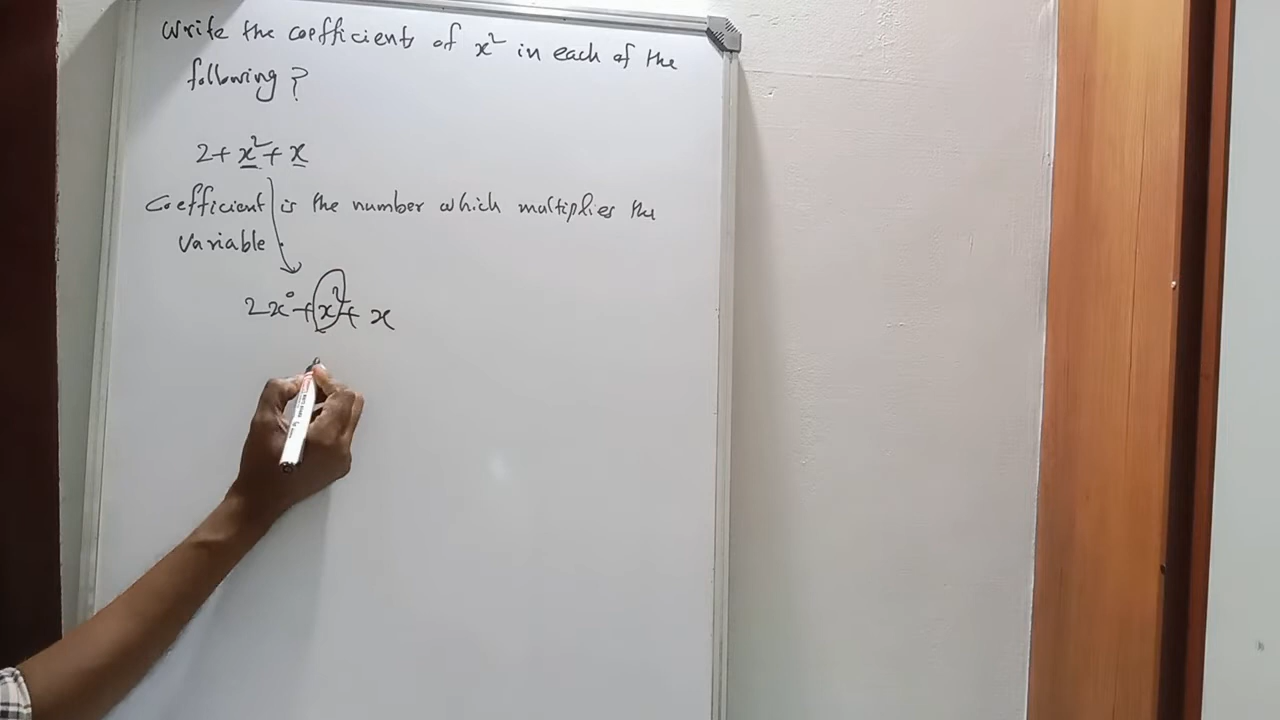 Write the coefficients of x² in each of the
following?
2+x²+x
Coefficient is the number which multiplies the
variable.
2x⁰+x²+x